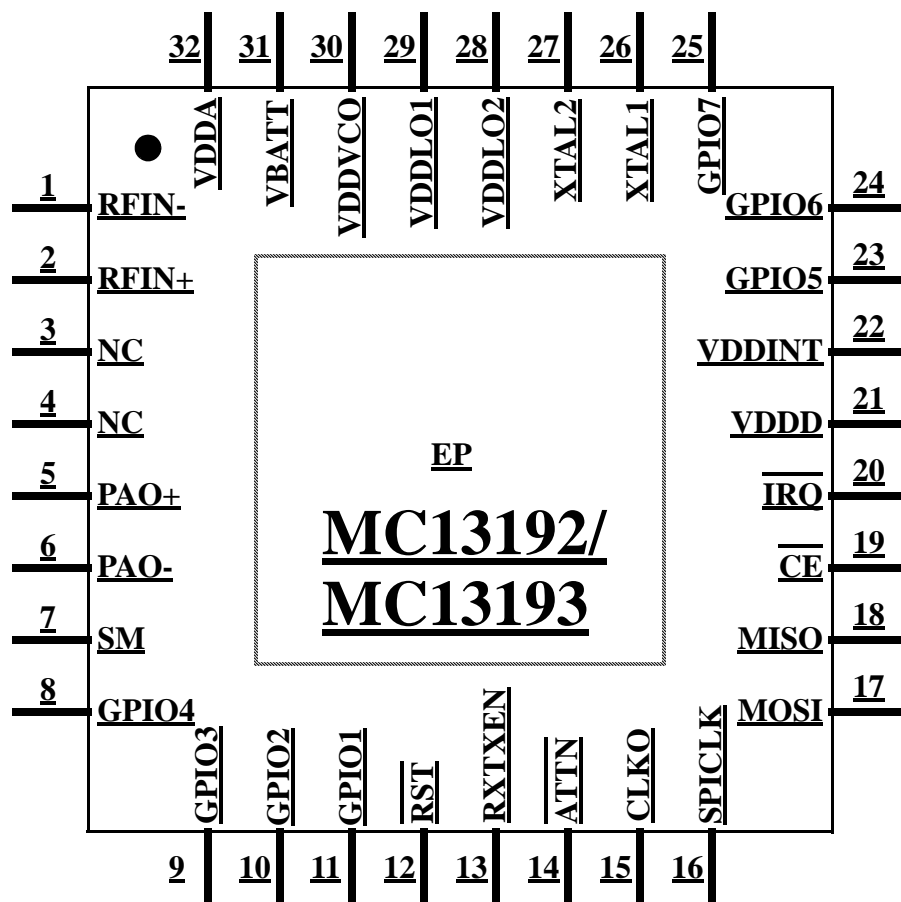 32 31 30 29 28 27 26 25
VDDA VBATT VDDVCO VDDLO1 VDDLO2 XTAL2 XTAL1 GPIO7
1 RFIN- GPIO6 24
2 RFIN+ GPIO5 23
3 NC VDDINT 22
4 NC VDDD 21
EP
5 PAO+ IRQ 20
MC13192/
6 PAO- CE 19
MC13193
7 SM MISO 18
8 GPIO4 MOSI 17
GPIO3 GPIO2 GPIO1 RST RXTXEN ATTN CLKO SPICLK
9 10 11 12 13 14 15 16